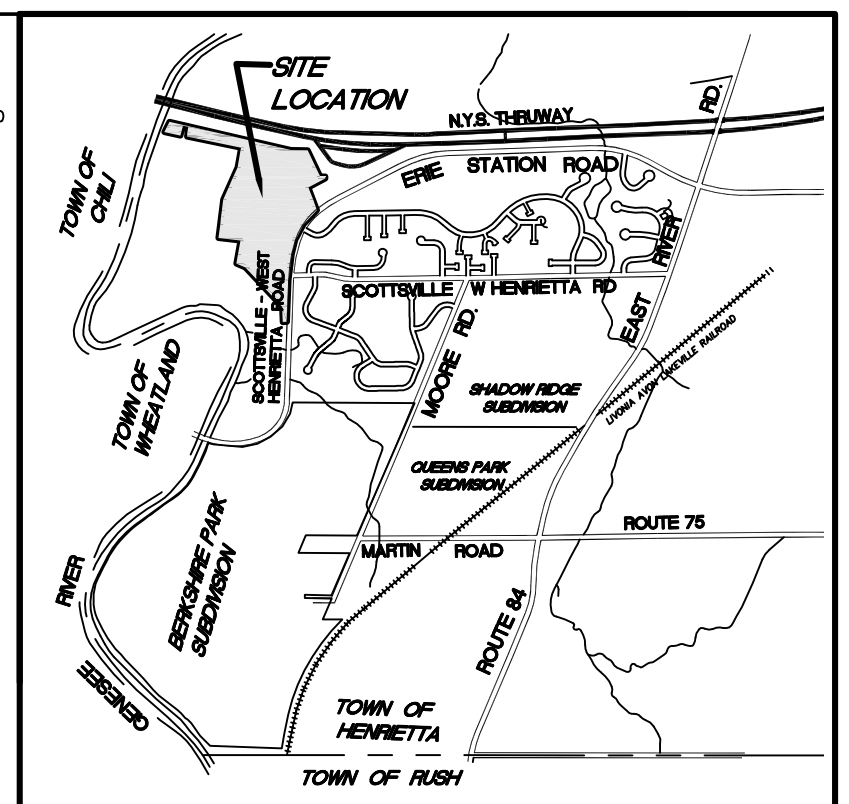 SITE
LOCATION
N.Y.S. THRUWAY
RD.
ERIE STATION ROAD
TOWN OF
CHILI
RIVER
EAST
SCOTTSVILLE - WEST
HENRIETTA ROAD
SCOTTSVILLE W HENRIETTA RD
MOORE RD.
LIVONIA AVON LAKEVILLE RAILROAD
TOWN OF
WHEATLAND
SHADOW RIDGE
SUBDIVISION
QUEENS PARK
SUBDIVISION
ROUTE 75
MARTIN ROAD
BERKSHIRE PARK
SUBDIVISION
RIVER
GENESEE
ROUTE 84
TOWN OF
HENRIETTA
TOWN OF RUSH